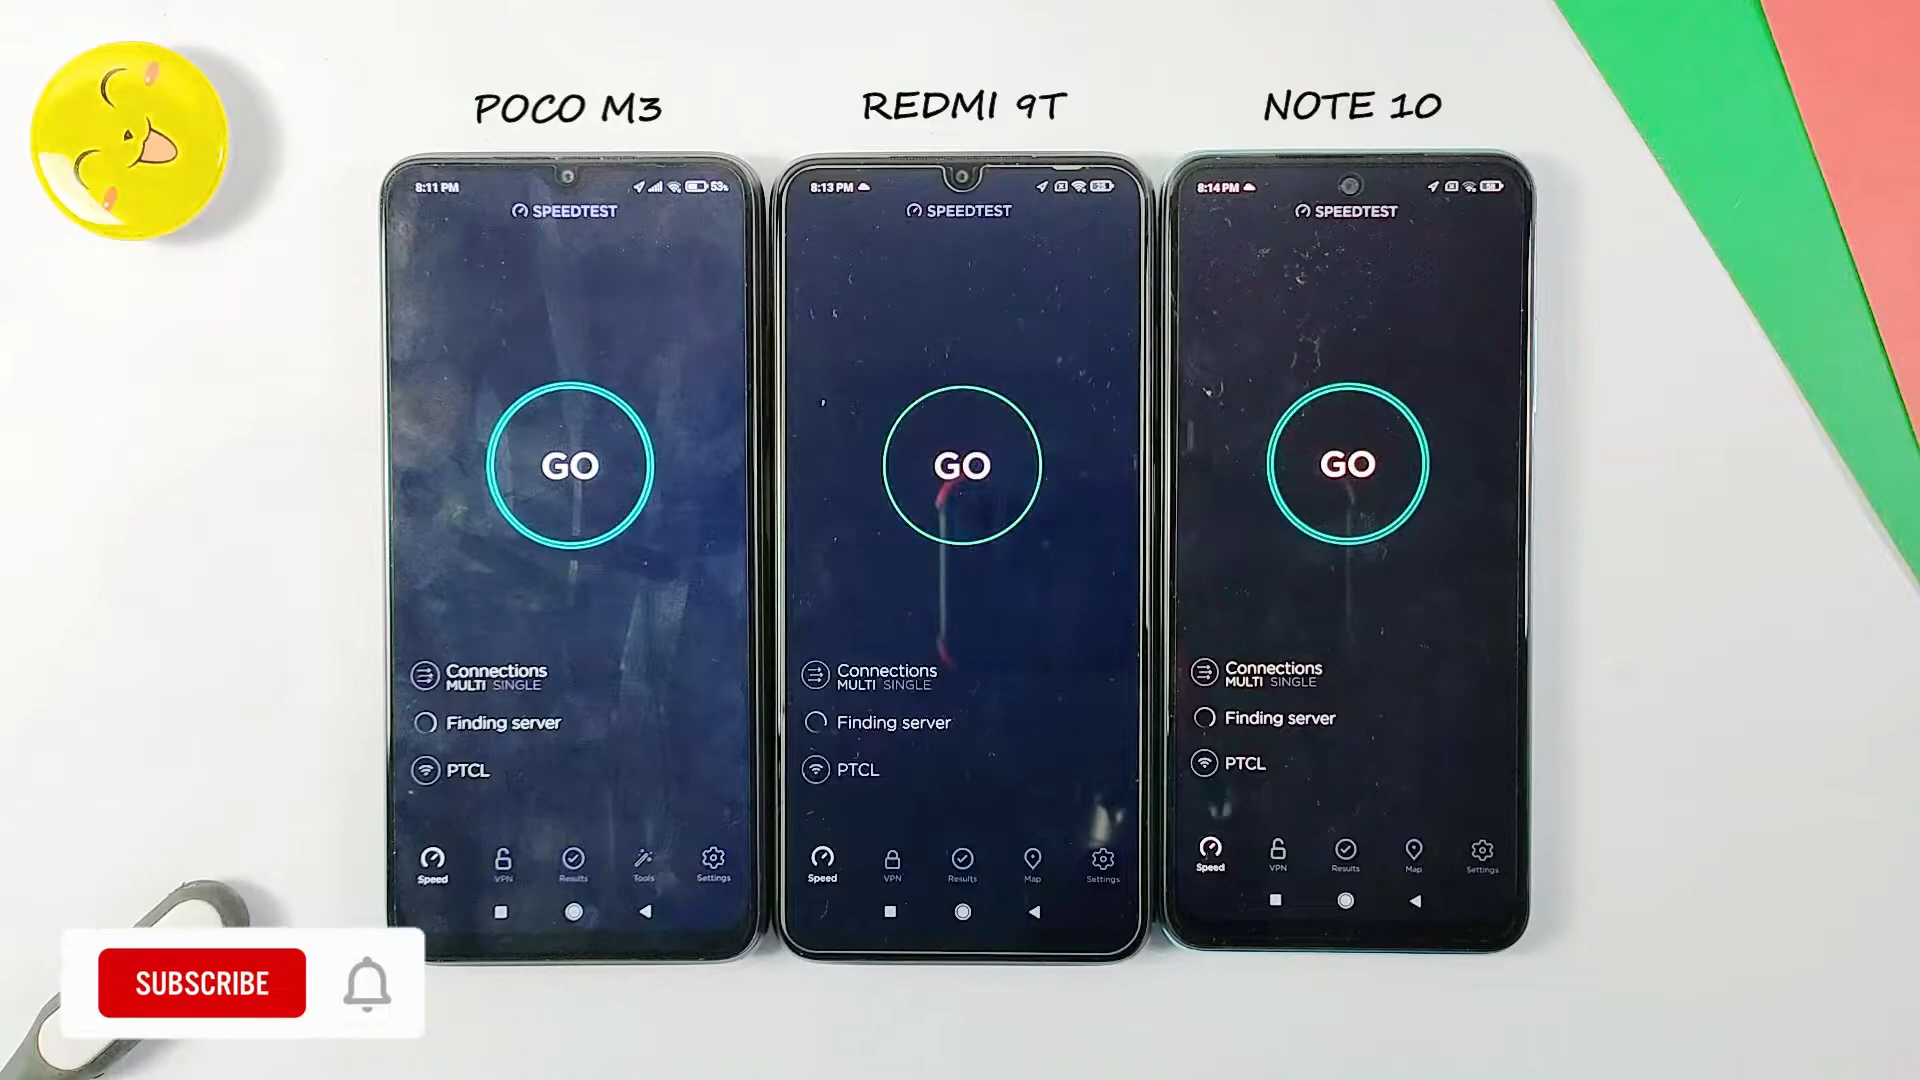 POCO M3
REDMI 9T
NOTE 10
8:11 PM
53%
SPEEDTEST
GO
Connections
MULTI SINGLE
Finding server
PTCL
Speed
VPN
Results
Tools
Settings
8:13 PM
25
SPEEDTEST
GO
Connections
MULTI SINGLE
Finding server
PTCL
Speed
VPN
Results
Map
Settings
8:14 PM
SPEEDTEST
GO
Connections
MULTI SINGLE
Finding server
PTCL
Speed
VPN
Results
Map
Settings
SUBSCRIBE